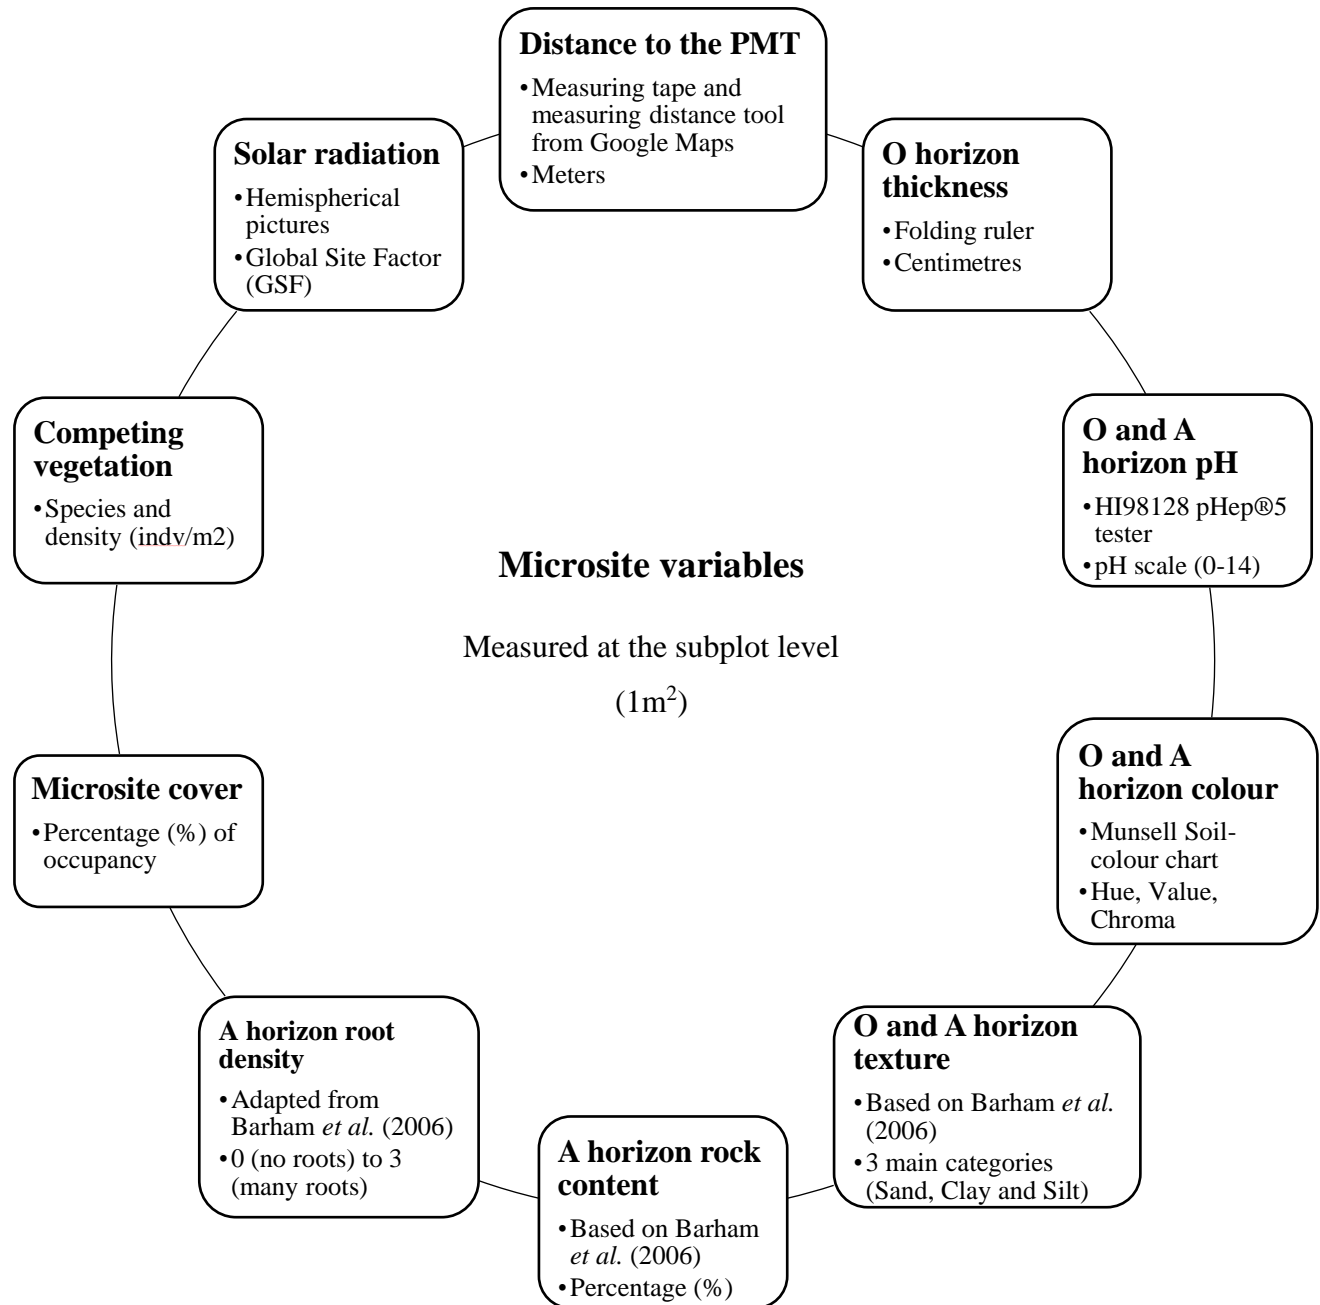 Distance to the PMT
•Measuring tape and
measuring distance tool
from Google Maps
•Meters
O horizon
thickness
•Folding ruler
•Centimetres
O and A
horizon pH
•HI98128 pHep®5
tester
•pH scale (0-14)
O and A
horizon colour
•Munsell Soil-
colour chart
•Hue, Value,
Chroma
O and A horizon
texture
•Based on Barham et al.
(2006)
•3 main categories
(Sand, Clay and Silt)
A horizon rock
content
•Based on Barham
et al. (2006)
•Percentage (%)
A horizon root
density
•Adapted from
Barham et al. (2006)
•0 (no roots) to 3
(many roots)
Microsite cover
•Percentage (%) of
occupancy
Competing
vegetation
•Species and
density (indv/m2)
Solar radiation
•Hemispherical
pictures
•Global Site Factor
(GSF)
Microsite variables
Measured at the subplot level
(1m²)